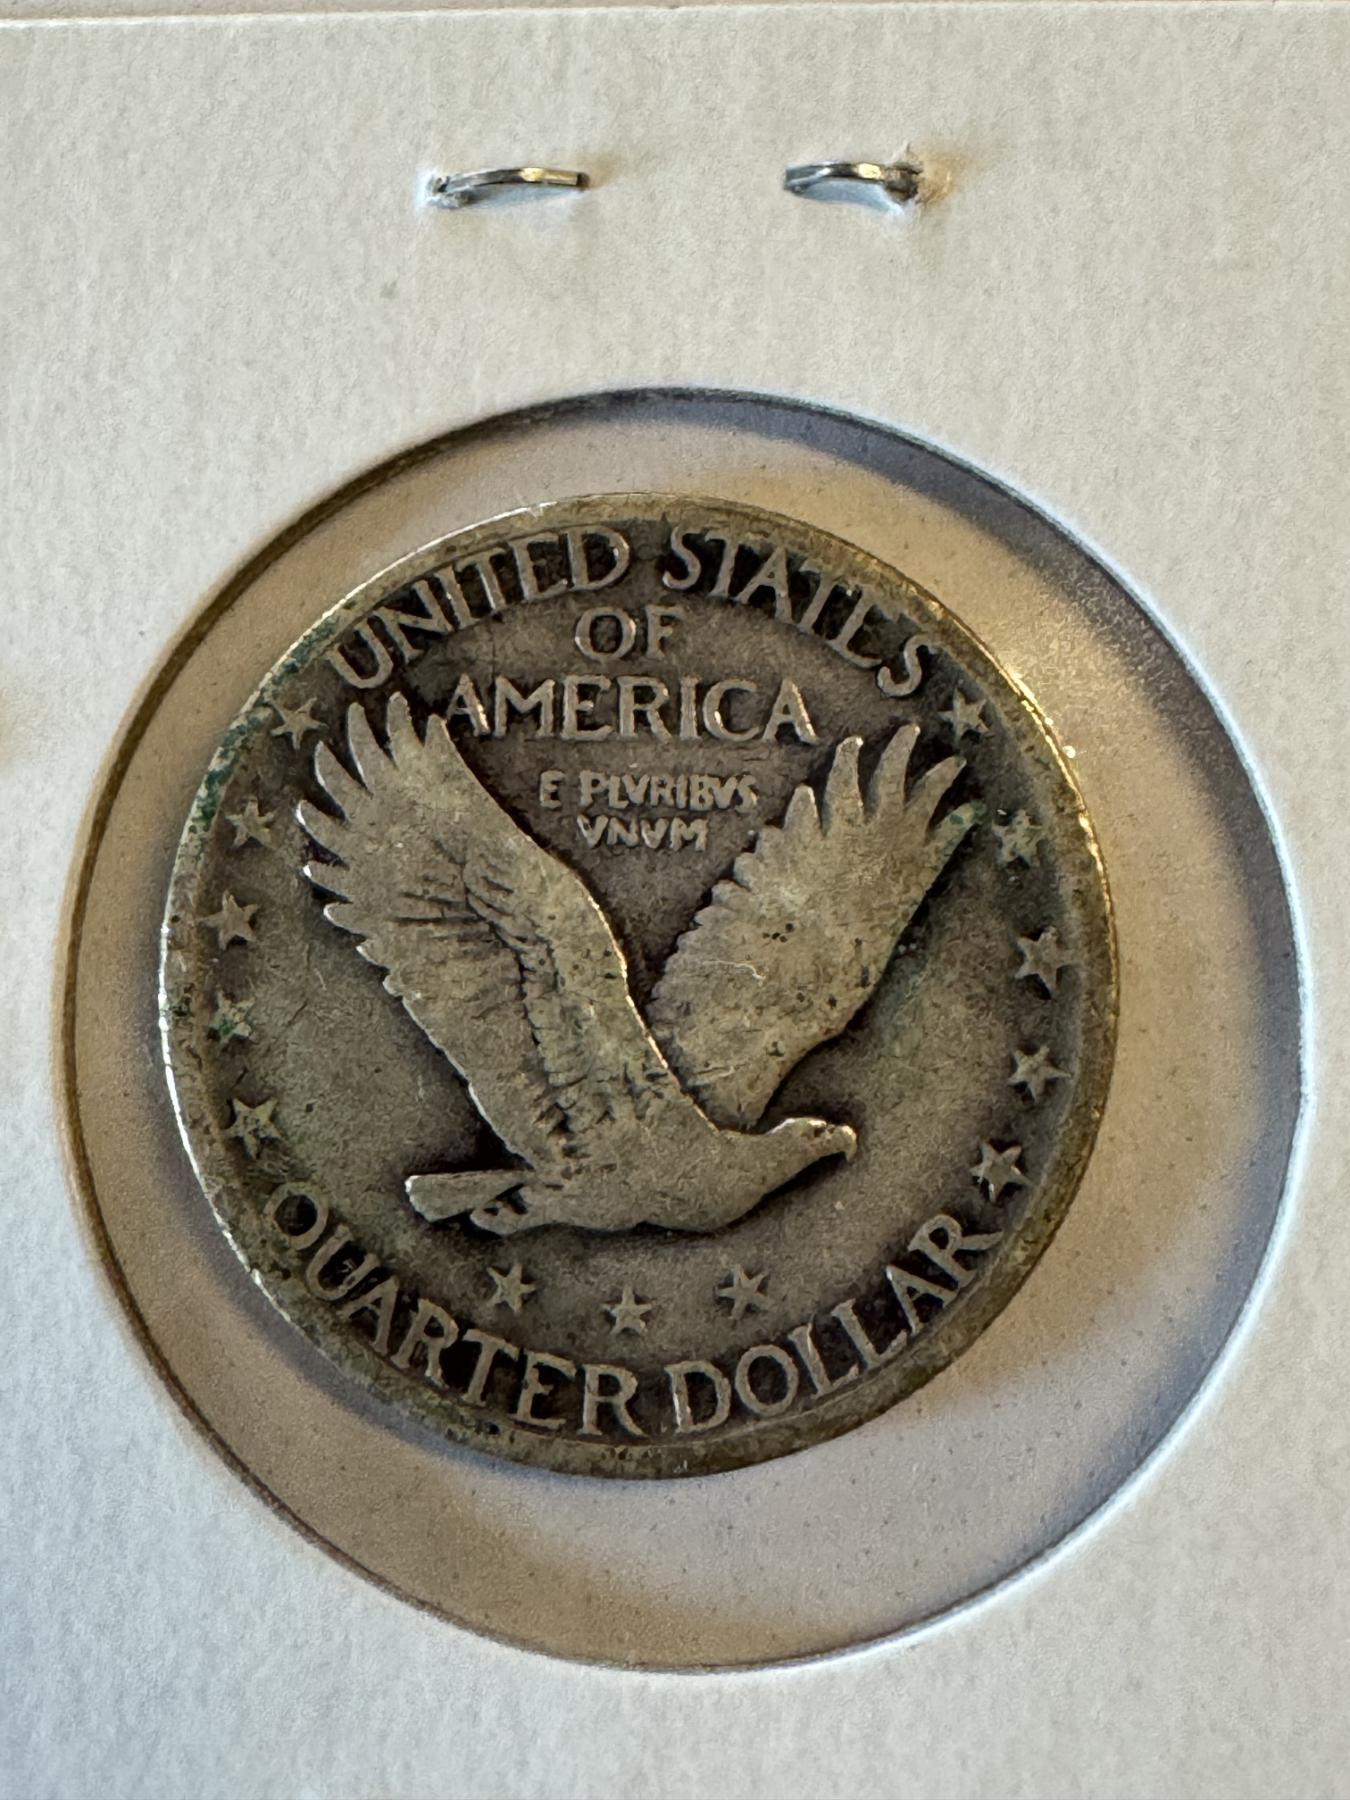 UNITED STATES
OF
AMERICA
E PLVRIBVS
VNVM
QUARTER DOLLAR